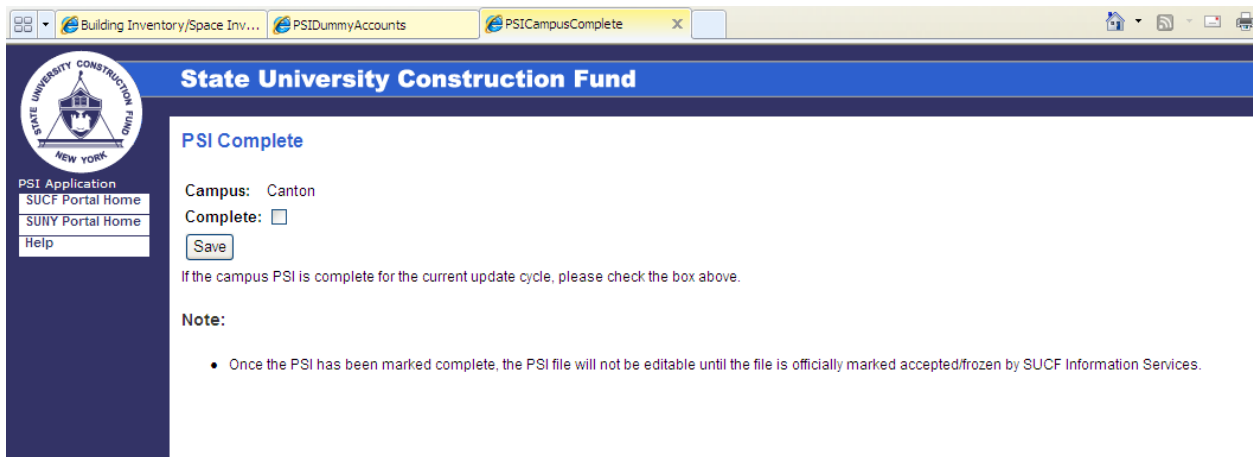 Building Inventory/Space Inv...
PSIDummyAccounts
PSICampusComplete
STATE UNIVERSITY CONSTRUCTION FUND
NEW YORK
State University Construction Fund
PSI Application
SUCF Portal Home
SUNY Portal Home
Help
PSI Complete
Campus: Canton
Complete:
Save
If the campus PSI is complete for the current update cycle, please check the box above.
Note:
• Once the PSI has been marked complete, the PSI file will not be editable until the file is officially marked accepted/frozen by SUCF Information Services.